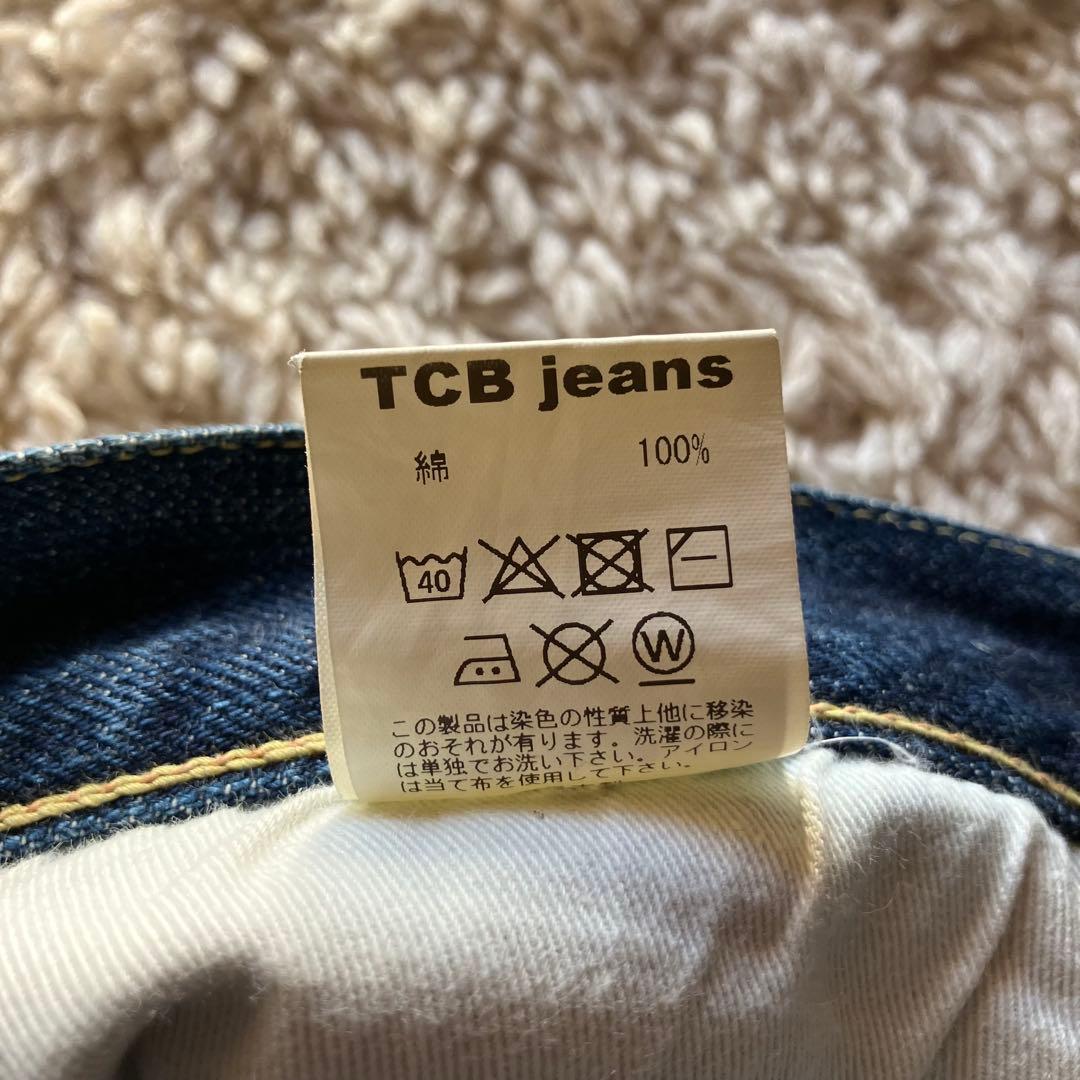 TCB jeans
綿 100%
40
W
この製品は染色の性質上他に移染
のおそれが有ります。洗濯の際に
は単独でお洗い下さい。アイロン
は当て布を使用して下さい。